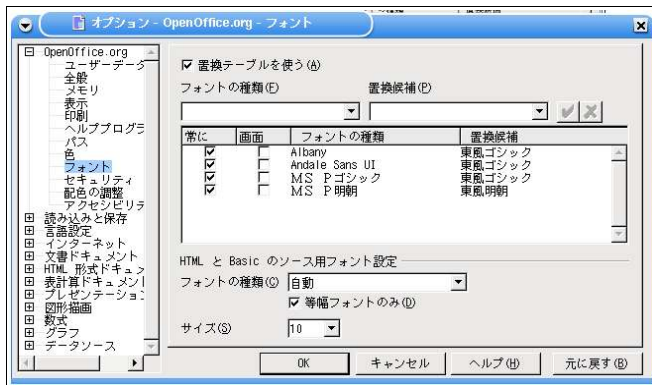 オプション - OpenOffice.org - フォント
OpenOffice.org
ユーザーデータ
全般
メモリ
表示
印刷
ヘルププログラ
パス
色
フォント
セキュリティ
配色の調整
アクセシビリテ
読み込みと保存
言語設定
インターネット
文書ドキュメント
HTML 形式ドキュメ
表計算ドキュメント
プレゼンテーション
図形描画
数式
グラフ
データソース
置換テーブルを使う(A)
フォントの種類(F) 置換候補(P)
常に 画面 フォントの種類 置換候補
Albany 東風ゴシック
Andale Sans UI 東風ゴシック
MS Pゴシック 東風ゴシック
MS P明朝 東風明朝
HTML と Basic のソース用フォント設定
フォントの種類(C) 自動
等幅フォントのみ(D)
サイズ(S) 10
OK キャンセル ヘルプ(H) 元に戻す(B)